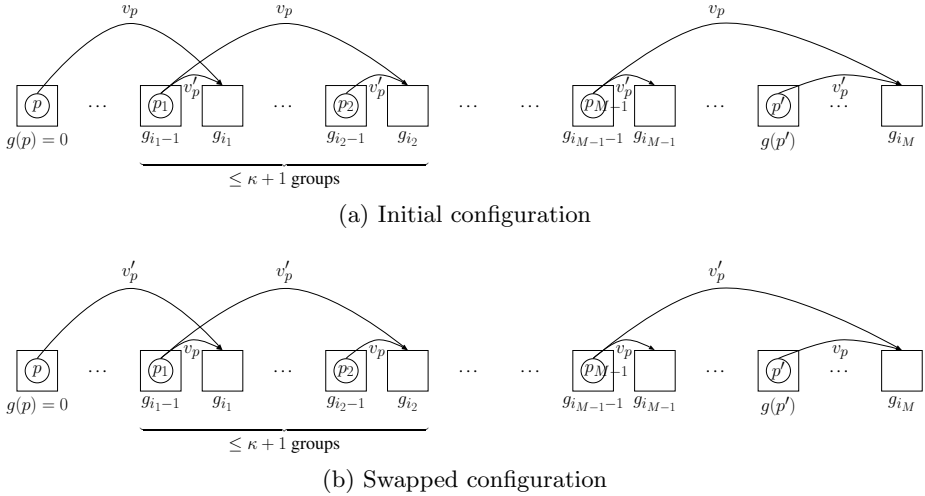 v_p v_p v_p
v'_p v'_p v'_p v'_p
p ... p_1 ... p_2 ... ... p_{M-1} ... p' ...
g(p) = 0 g_{i_1-1} g_{i_1} g_{i_2-1} g_{i_2} g_{i_{M-1}-1} g_{i_{M-1}} g(p') g_{i_M}
≤ κ + 1 groups
(a) Initial configuration
v'_p v'_p v'_p
v_p v_p v_p v_p
p ... p_1 ... p_2 ... ... p_{M-1} ... p' ...
g(p) = 0 g_{i_1-1} g_{i_1} g_{i_2-1} g_{i_2} g_{i_{M-1}-1} g_{i_{M-1}} g(p') g_{i_M}
≤ κ + 1 groups
(b) Swapped configuration